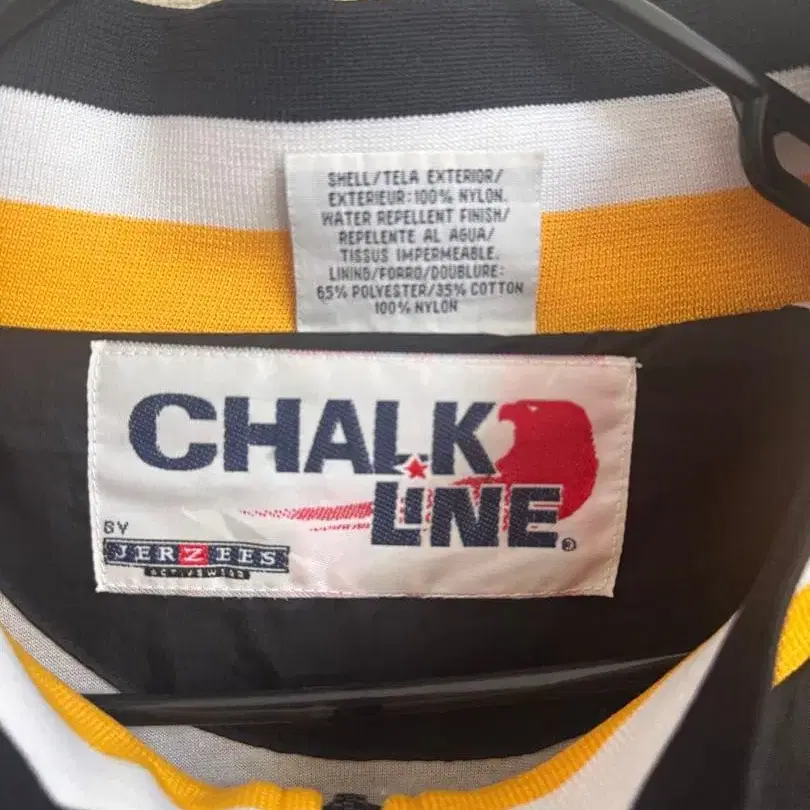 SHELL/TELA EXTERIOR/
EXTERIEUR:100% NYLON.
WATER REPELLENT FINISH/
REPELENTE AL AGUA/
TISSUS IMPERMEABLE.
LINING/FORRO/DOUBLURE:
65% POLYESTER/35% COTTON
100% NYLON
CHALK
LINE®
BY
JERZEES
ACTIVEWEAR